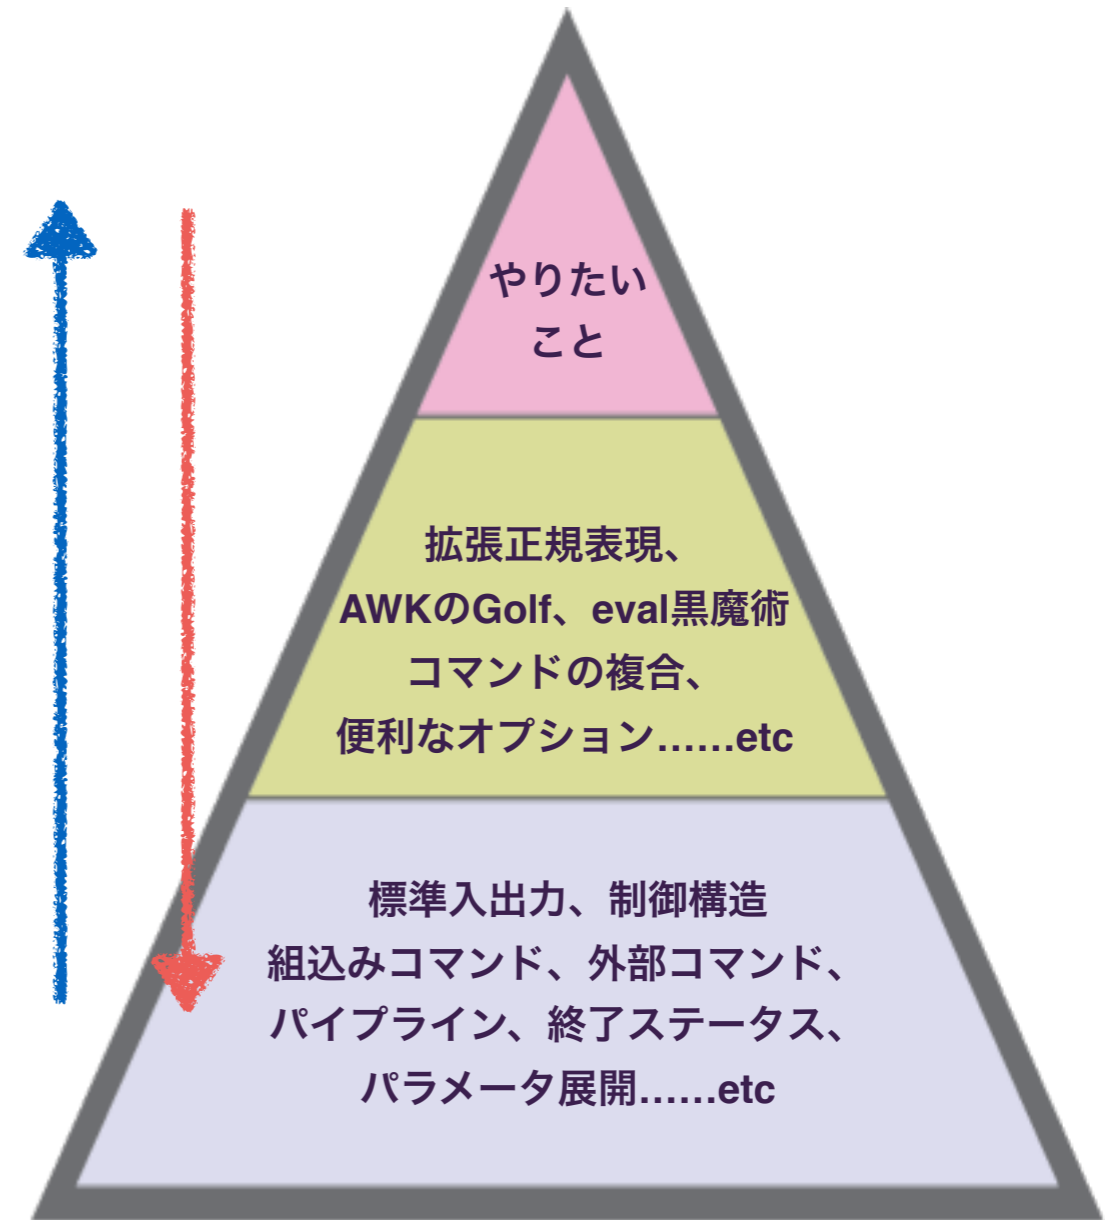 やりたい
こと
拡張正規表現、
AWKのGolf、eval黒魔術
コマンドの複合、
便利なオプション……etc
標準入出力、制御構造
組込みコマンド、外部コマンド、
パイプライン、終了ステータス、
パラメータ展開……etc